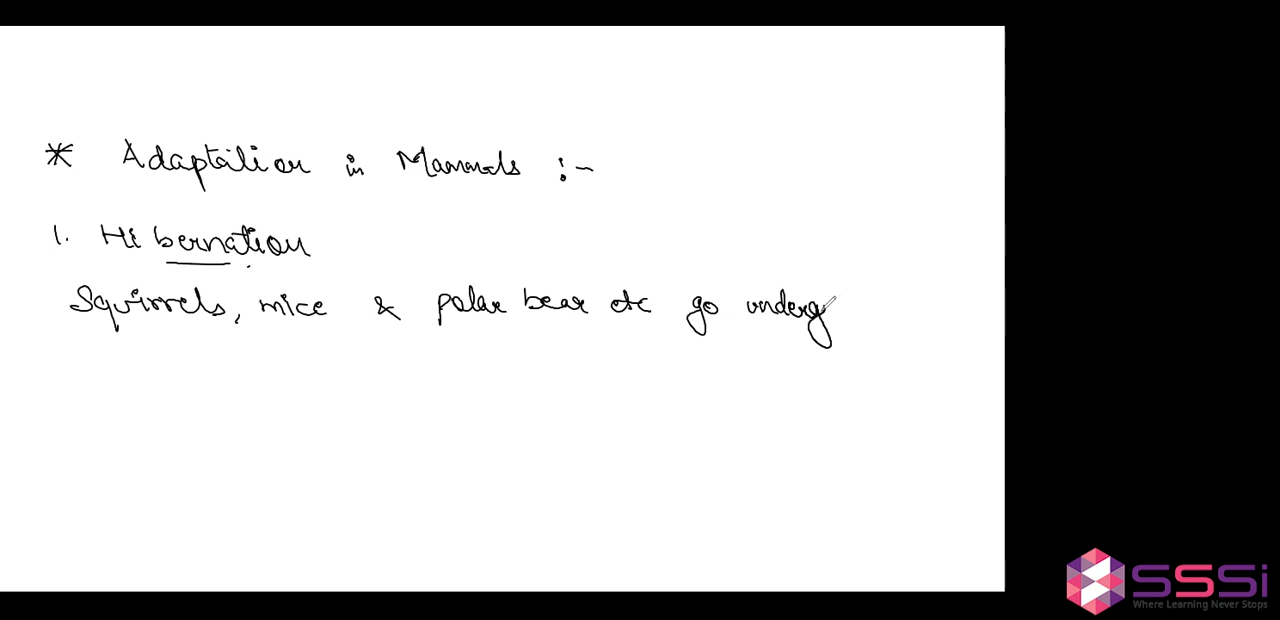 * Adaptation in Mammals :-
1. Hibernation
Squirrels, mice & polar bear etc go underg
SSSi
Where Learning Never Stops